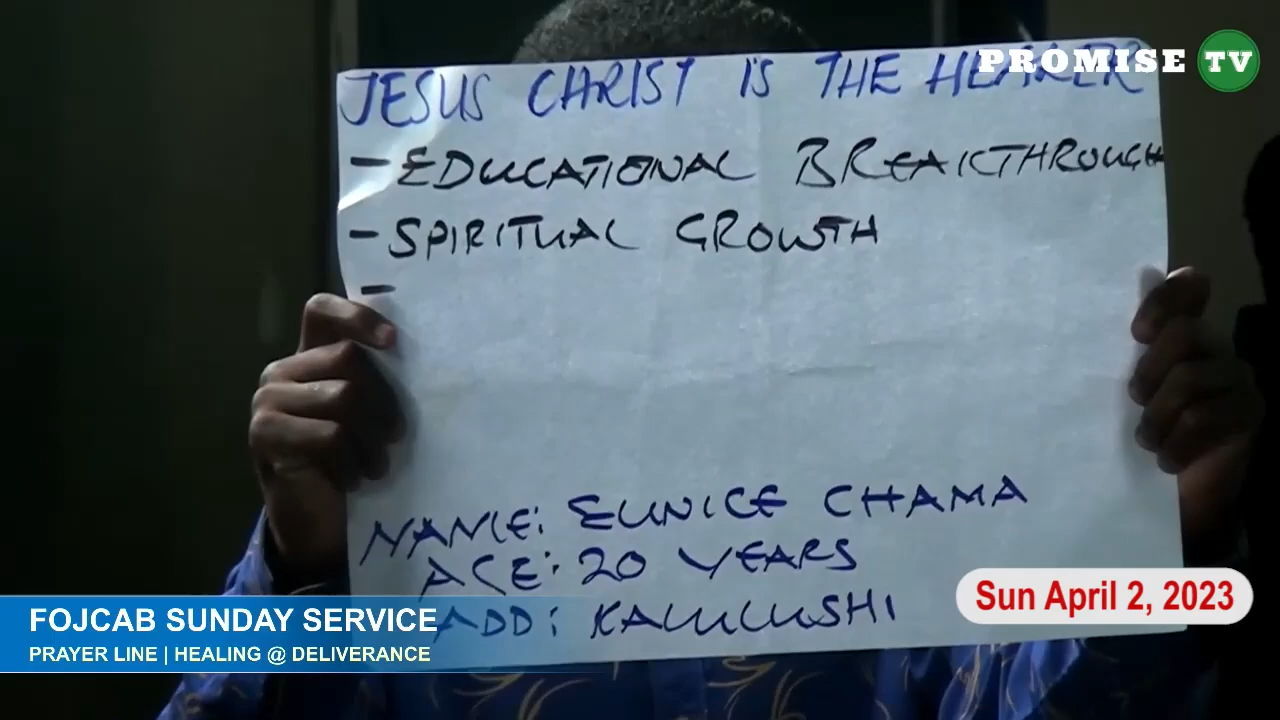 PROMISE TV
JESUS CHRIST IS THE HEALER
- EDUCATIONAL BREAKTHROUGH
- SPIRITUAL GROWTH
-
NAME: EUNICE CHAMA
AGE: 20 YEARS
ADD: KALULUSHI
Sun April 2, 2023
FOJCAB SUNDAY SERVICE
PRAYER LINE | HEALING @ DELIVERANCE